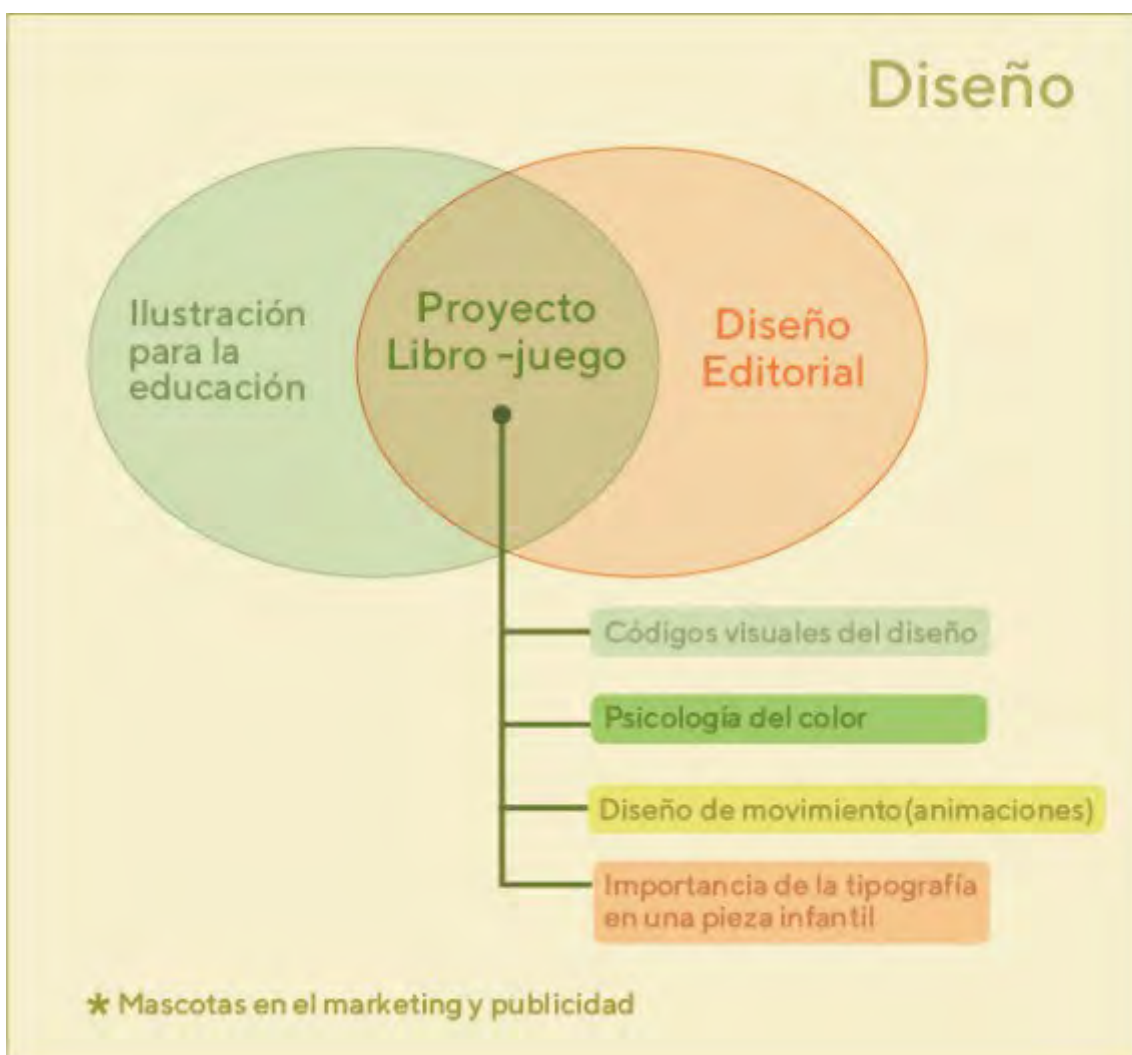 Diseño
Ilustración
para la
educación
Proyecto
Libro -juego
Diseño
Editorial
Códigos visuales del diseño
Psicología del color
Diseño de movimiento(animaciones)
Importancia de la tipografía
en una pieza infantil
* Mascotas en el marketing y publicidad